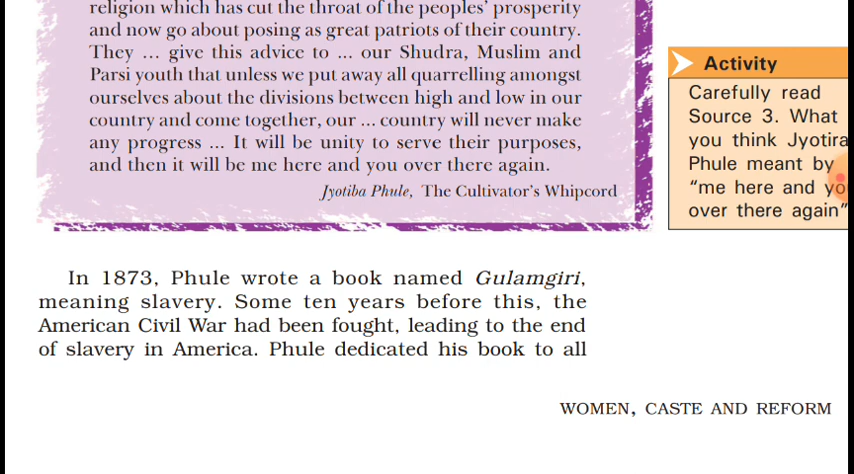 religion which has cut the throat of the peoples' prosperity
and now go about posing as great patriots of their country.
They ... give this advice to ... our Shudra, Muslim and
Parsi youth that unless we put away all quarrelling amongst
ourselves about the divisions between high and low in our
country and come together, our ... country will never make
any progress ... It will be unity to serve their purposes,
and then it will be me here and you over there again.
Jyotiba Phule, The Cultivator's Whipcord
Activity
Carefully read
Source 3. What
you think Jyotira
Phule meant by
"me here and yo
over there again"
In 1873, Phule wrote a book named Gulamgiri,
meaning slavery. Some ten years before this, the
American Civil War had been fought, leading to the end
of slavery in America. Phule dedicated his book to all
WOMEN, CASTE AND REFORM